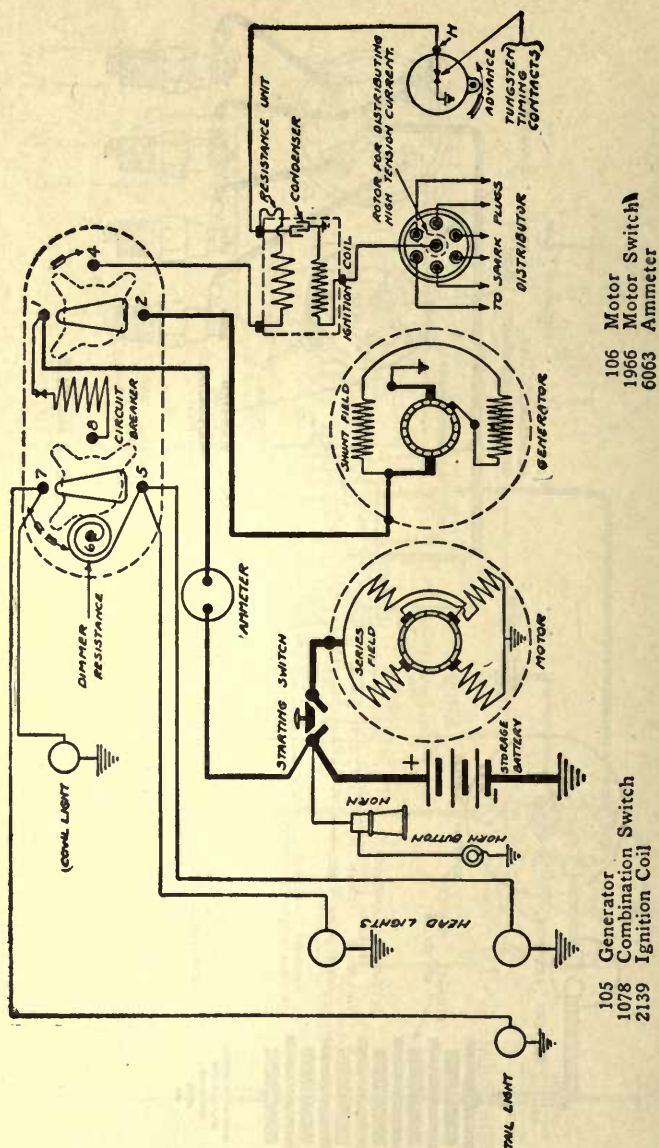 RESISTANCE UNIT
CONDENSER
IGNITION COIL
4
1
2
8
CIRCUIT
BREAKER
7
5
6
DIMMER
RESISTANCE
COWL LIGHT
AMMETER
STARTING SWITCH
HORN
HORN BUTTON
+
-
STORAGE
BATTERY
HEAD LIGHTS
TAIL LIGHT
SERIES
FIELD
MOTOR
SHUNT FIELD
GENERATOR
ROTOR FOR DISTRIBUTING
HIGH TENSION CURRENT.
TO SPARK PLUGS
DISTRIBUTOR
H
ADVANCE
TUNGSTEN
TIMING
CONTACTS
105 Generator
1078 Combination Switch
2139 Ignition Coil
106 Motor
1966 Motor Switch
6063 Ammeter